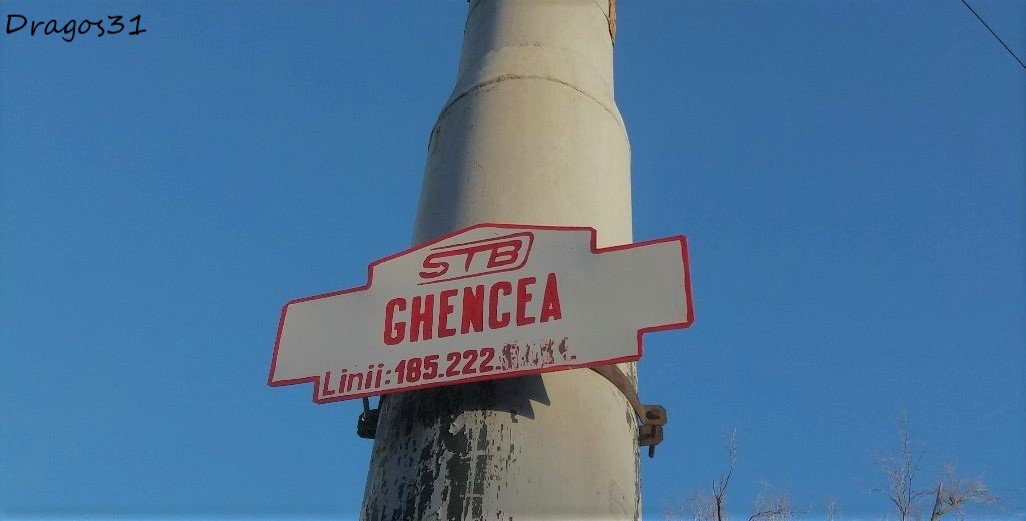 Dragos31
STB
GHENCEA
Linii:185.222.